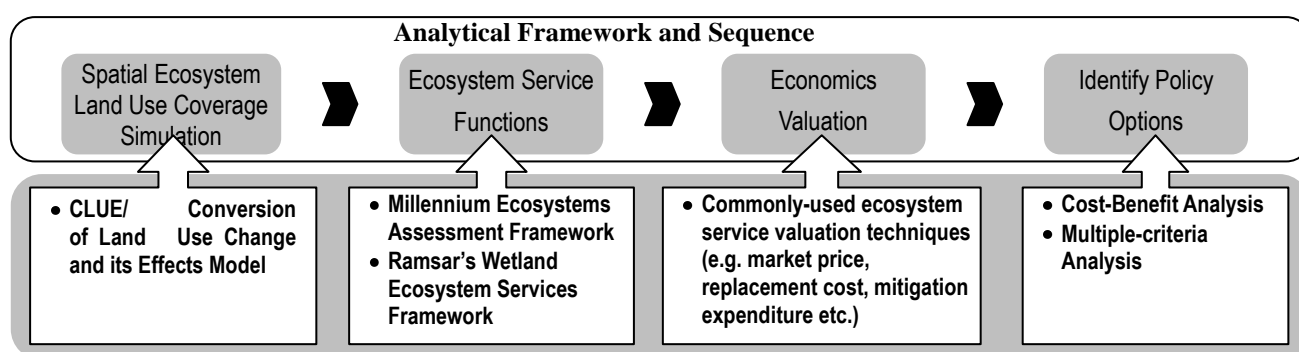 Analytical Framework and Sequence
Spatial Ecosystem
Land Use Coverage
Simulation
Ecosystem Service
Functions
Economics
Valuation
Identify Policy
Options
• CLUE/ Conversion
of Land Use Change
and its Effects Model
• Millennium Ecosystems
Assessment Framework
• Ramsar's Wetland
Ecosystem Services
Framework
• Commonly-used ecosystem
service valuation techniques
(e.g. market price,
replacement cost, mitigation
expenditure etc.)
• Cost-Benefit Analysis
• Multiple-criteria
Analysis